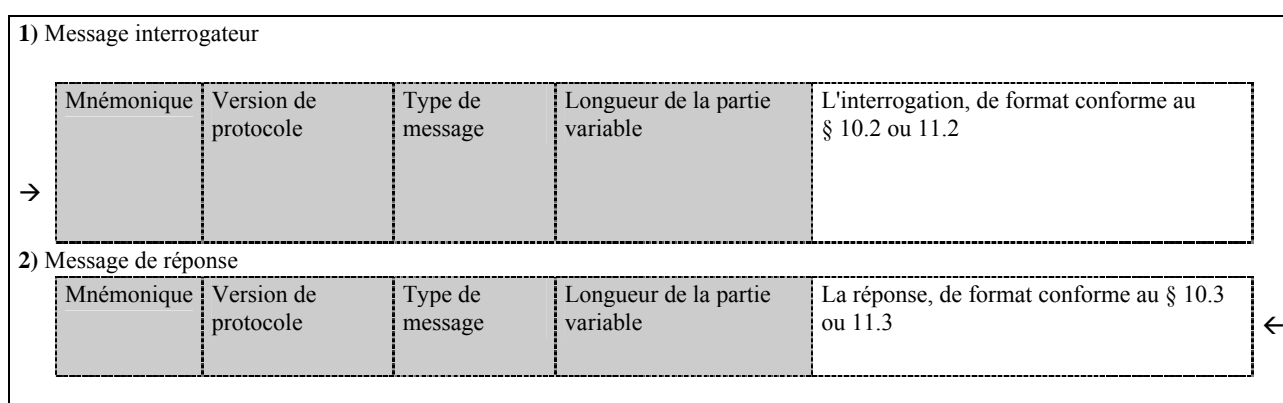 1) Message interrogateur
Mnémonique Version de protocole Type de message Longueur de la partie variable L'interrogation, de format conforme au § 10.2 ou 11.2
→
2) Message de réponse
Mnémonique Version de protocole Type de message Longueur de la partie variable La réponse, de format conforme au § 10.3 ou 11.3
←